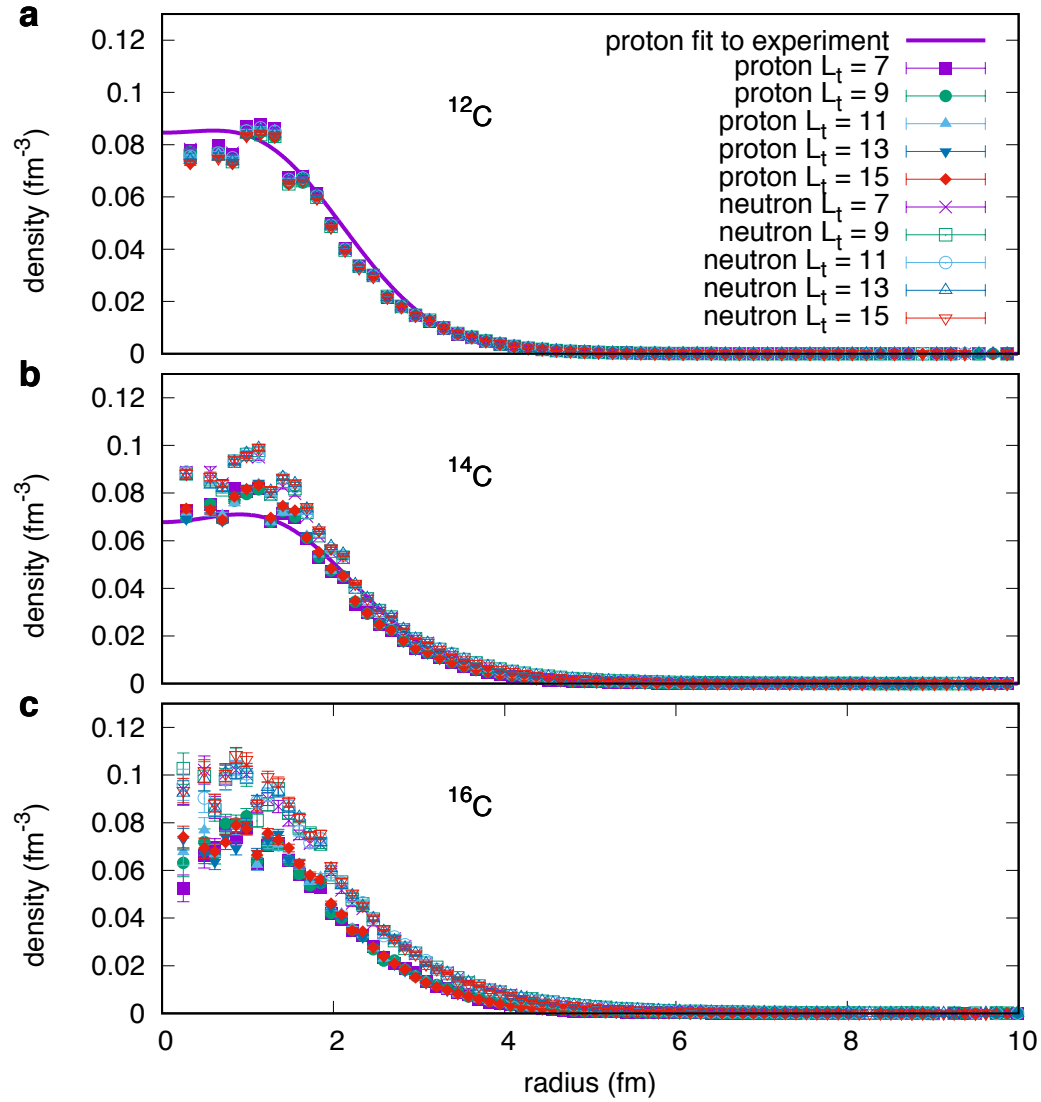 a
0.12
0.1
0.08
0.06
0.04
0.02
0
density (fm⁻³)
¹²C
proton fit to experiment
proton Lₜ = 7
proton Lₜ = 9
proton Lₜ = 11
proton Lₜ = 13
proton Lₜ = 15
neutron Lₜ = 7
neutron Lₜ = 9
neutron Lₜ = 11
neutron Lₜ = 13
neutron Lₜ = 15
b
0.12
0.1
0.08
0.06
0.04
0.02
0
density (fm⁻³)
¹⁴C
c
0.12
0.1
0.08
0.06
0.04
0.02
0
density (fm⁻³)
¹⁶C
0 2 4 6 8 10
radius (fm)